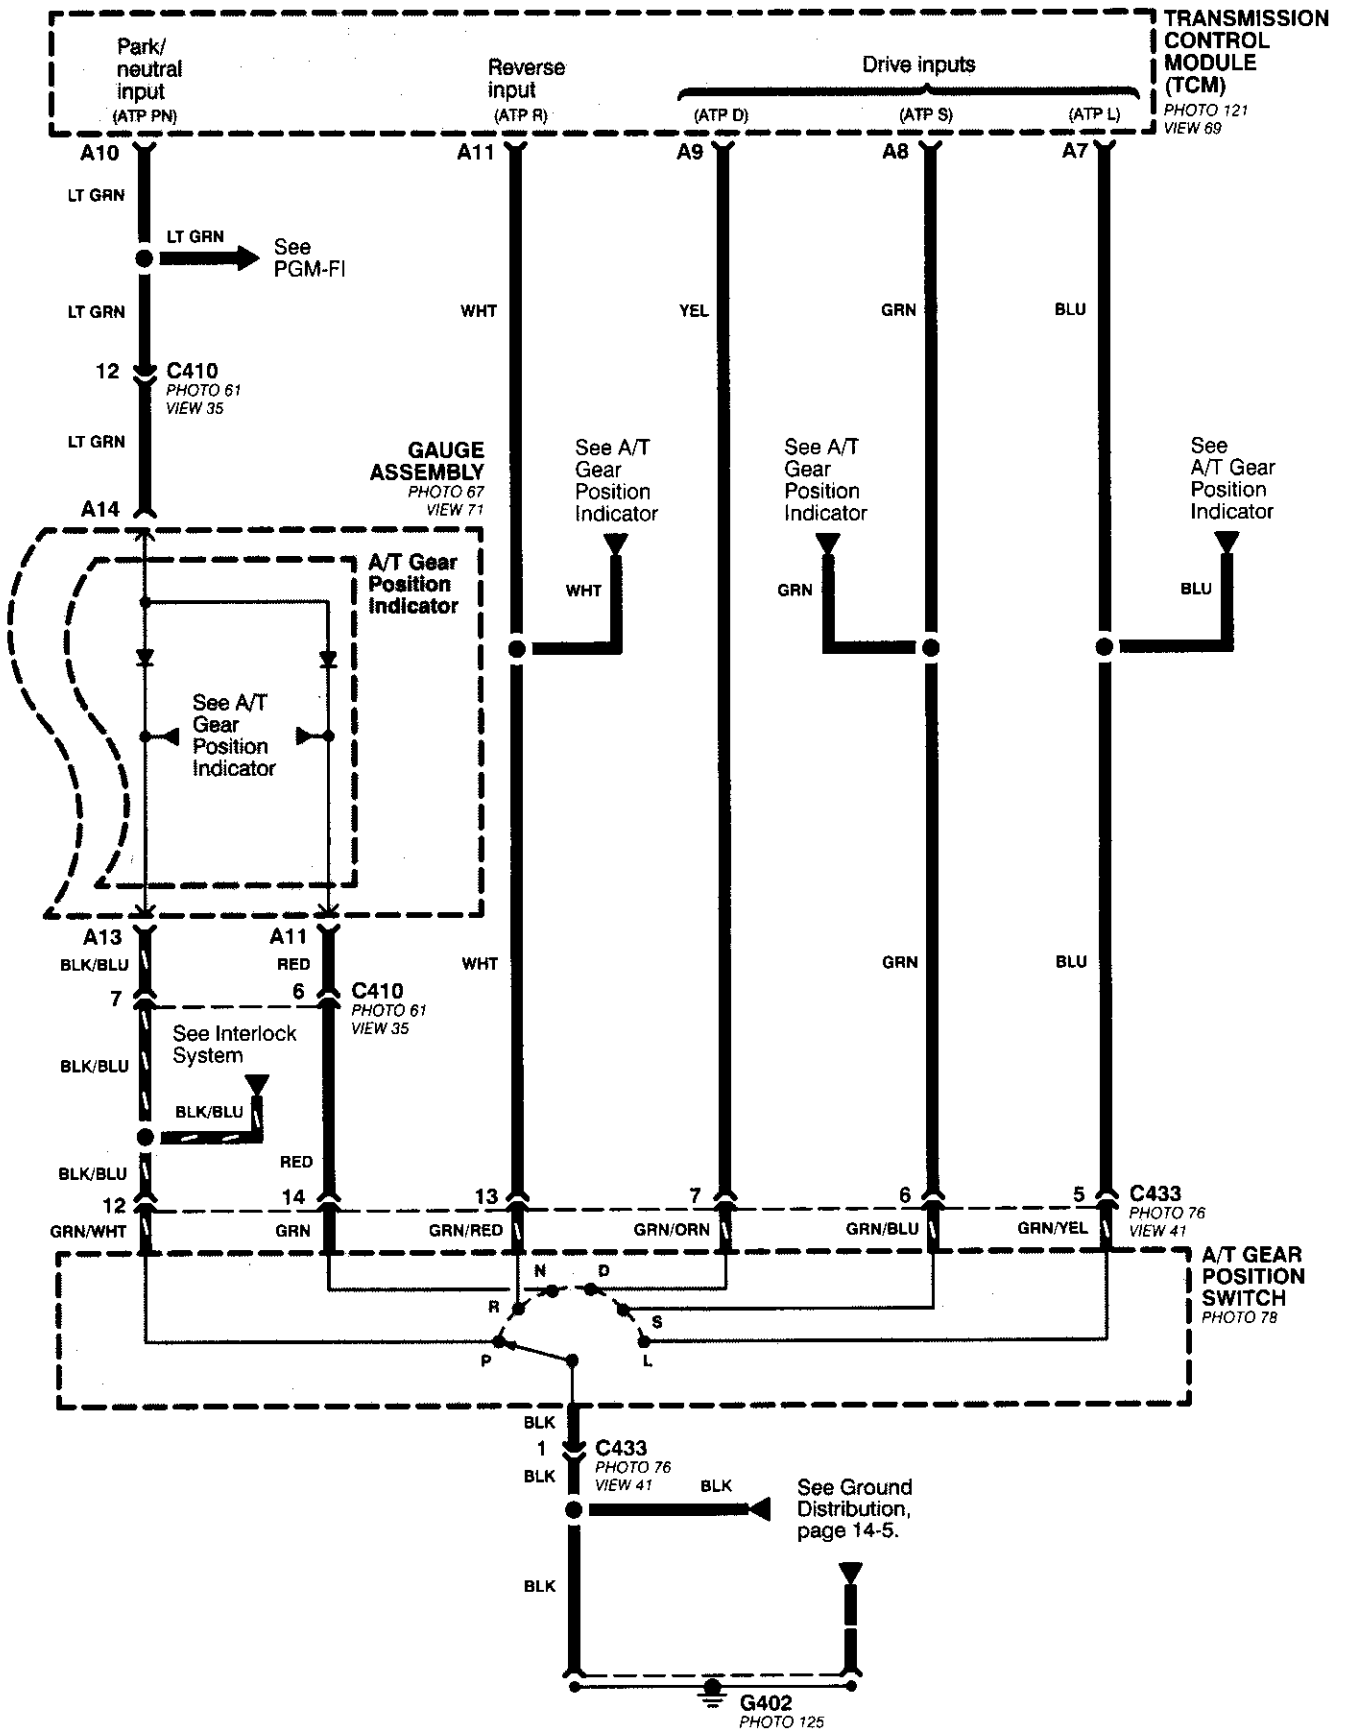 TRANSMISSION
CONTROL
MODULE
(TCM)
PHOTO 121
VIEW 69
Park/
neutral
input
(ATP PN)
Reverse
input
(ATP R)
Drive inputs
(ATP D)
(ATP S)
(ATP L)
A10
A11
A9
A8
A7
LT GRN
LT GRN
See
PGM-FI
LT GRN
WHT
YEL
GRN
BLU
12
C410
PHOTO 61
VIEW 35
LT GRN
A14
GAUGE
ASSEMBLY
PHOTO 67
VIEW 71
See A/T
Gear
Position
Indicator
See A/T
Gear
Position
Indicator
See
A/T Gear
Position
Indicator
A/T Gear
Position
Indicator
WHT
GRN
BLU
See A/T
Gear
Position
Indicator
A13
A11
BLK/BLU
RED
WHT
GRN
BLU
7
6
C410
PHOTO 61
VIEW 35
See Interlock
System
BLK/BLU
BLK/BLU
BLK/BLU
RED
12
14
13
7
6
5
C433
PHOTO 76
VIEW 41
GRN/WHT
GRN
GRN/RED
GRN/ORN
GRN/BLU
GRN/YEL
A/T GEAR
POSITION
SWITCH
PHOTO 78
N
D
R
S
P
L
BLK
1
C433
PHOTO 76
VIEW 41
BLK
BLK
See Ground
Distribution,
page 14-5.
BLK
G402
PHOTO 125